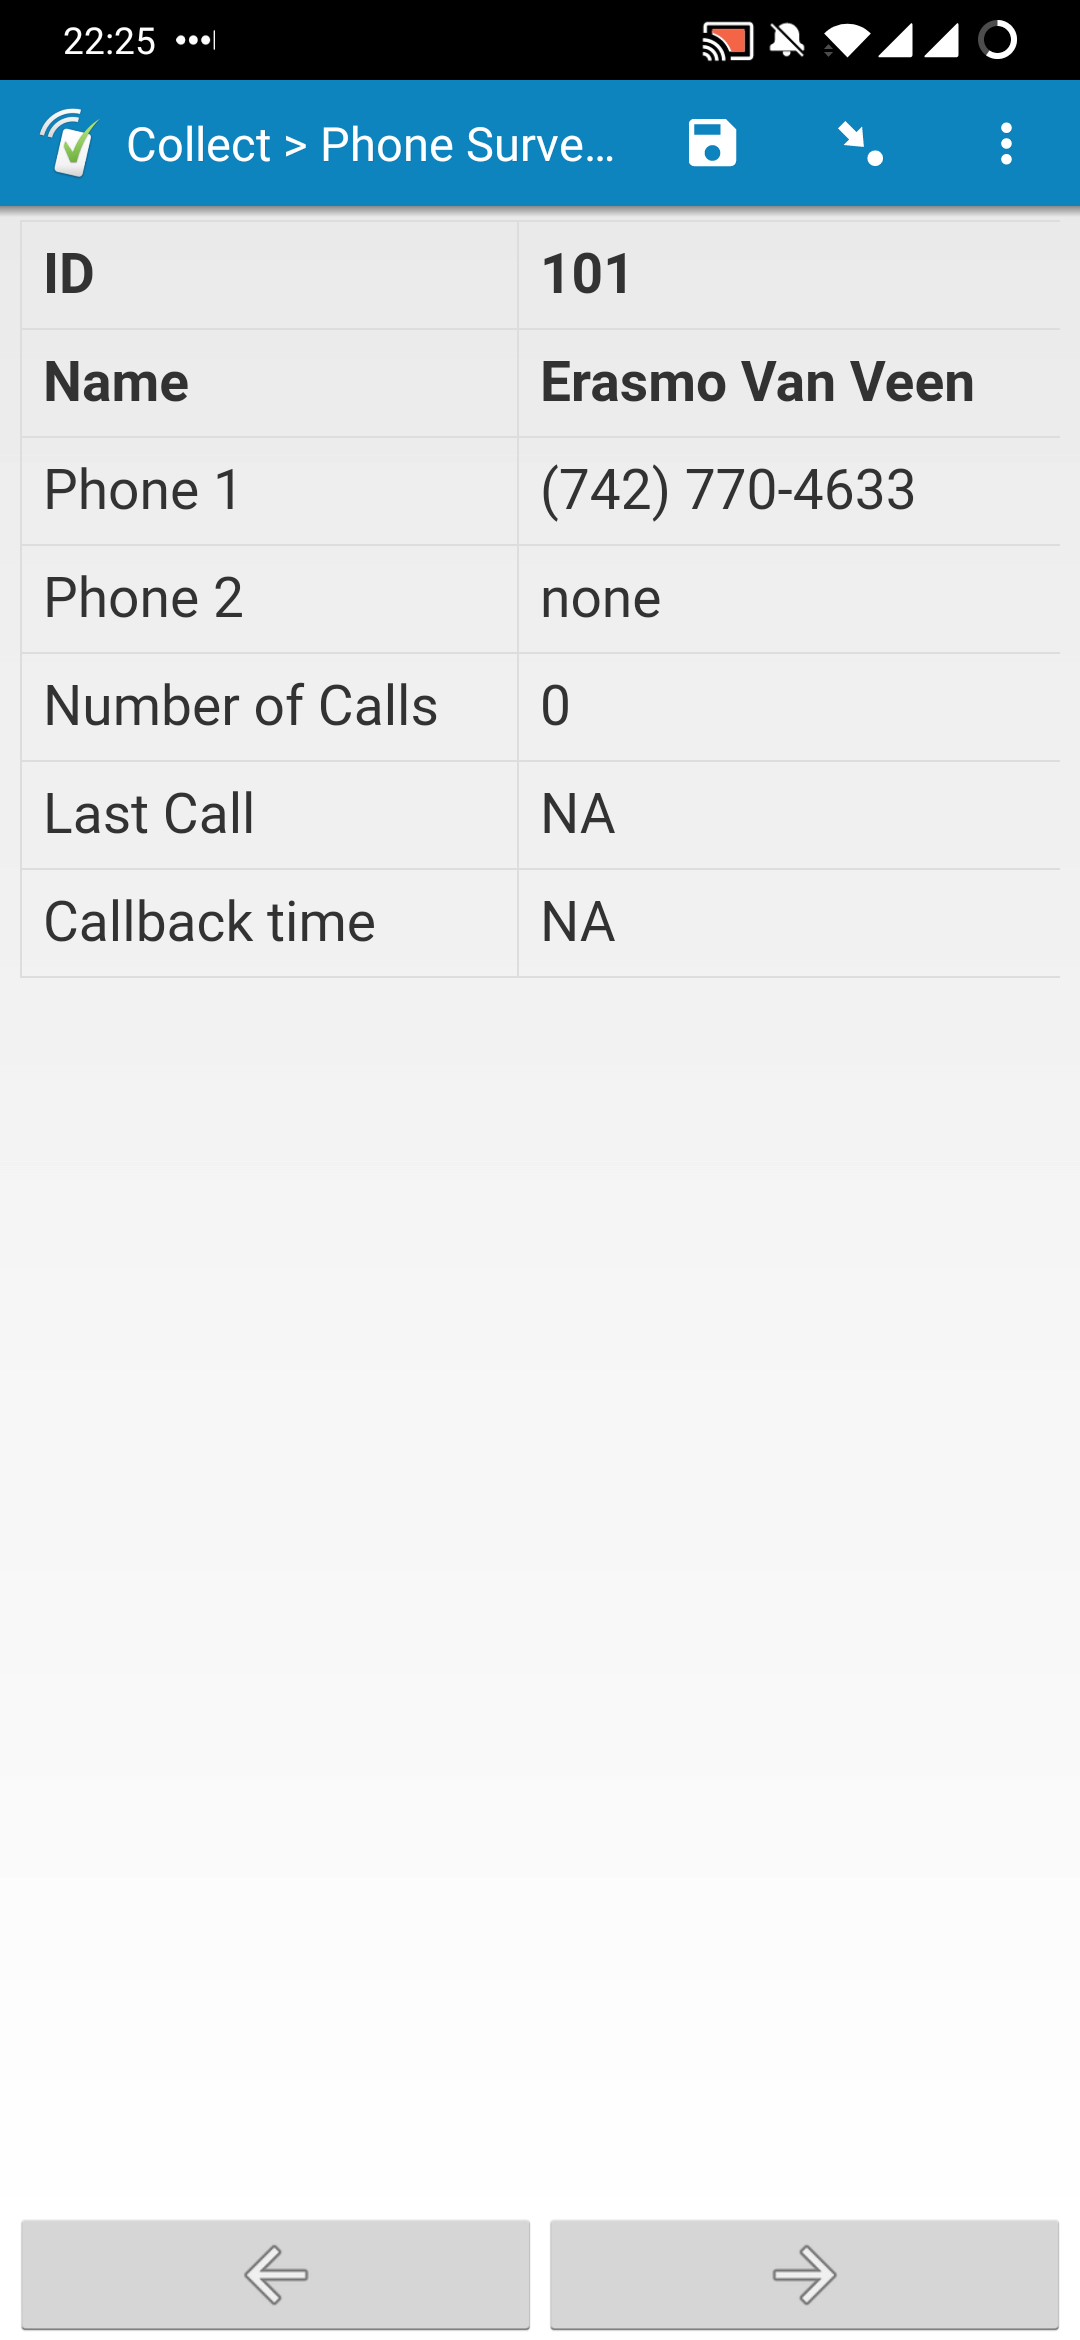 22:25
Collect > Phone Surve...
ID 101
Name Erasmo Van Veen
Phone 1 (742) 770-4633
Phone 2 none
Number of Calls 0
Last Call NA
Callback time NA